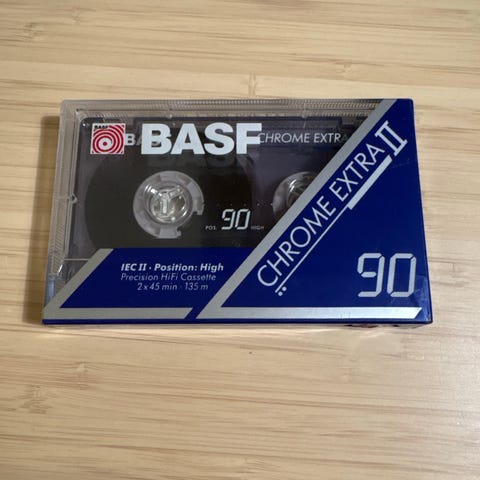 BASF
BASF
CHROME EXTRA
POS. 90 HIGH
CHROME EXTRA II
IEC II · Position: High
Precision HiFi Cassette
2 x 45 min · 135 m
90